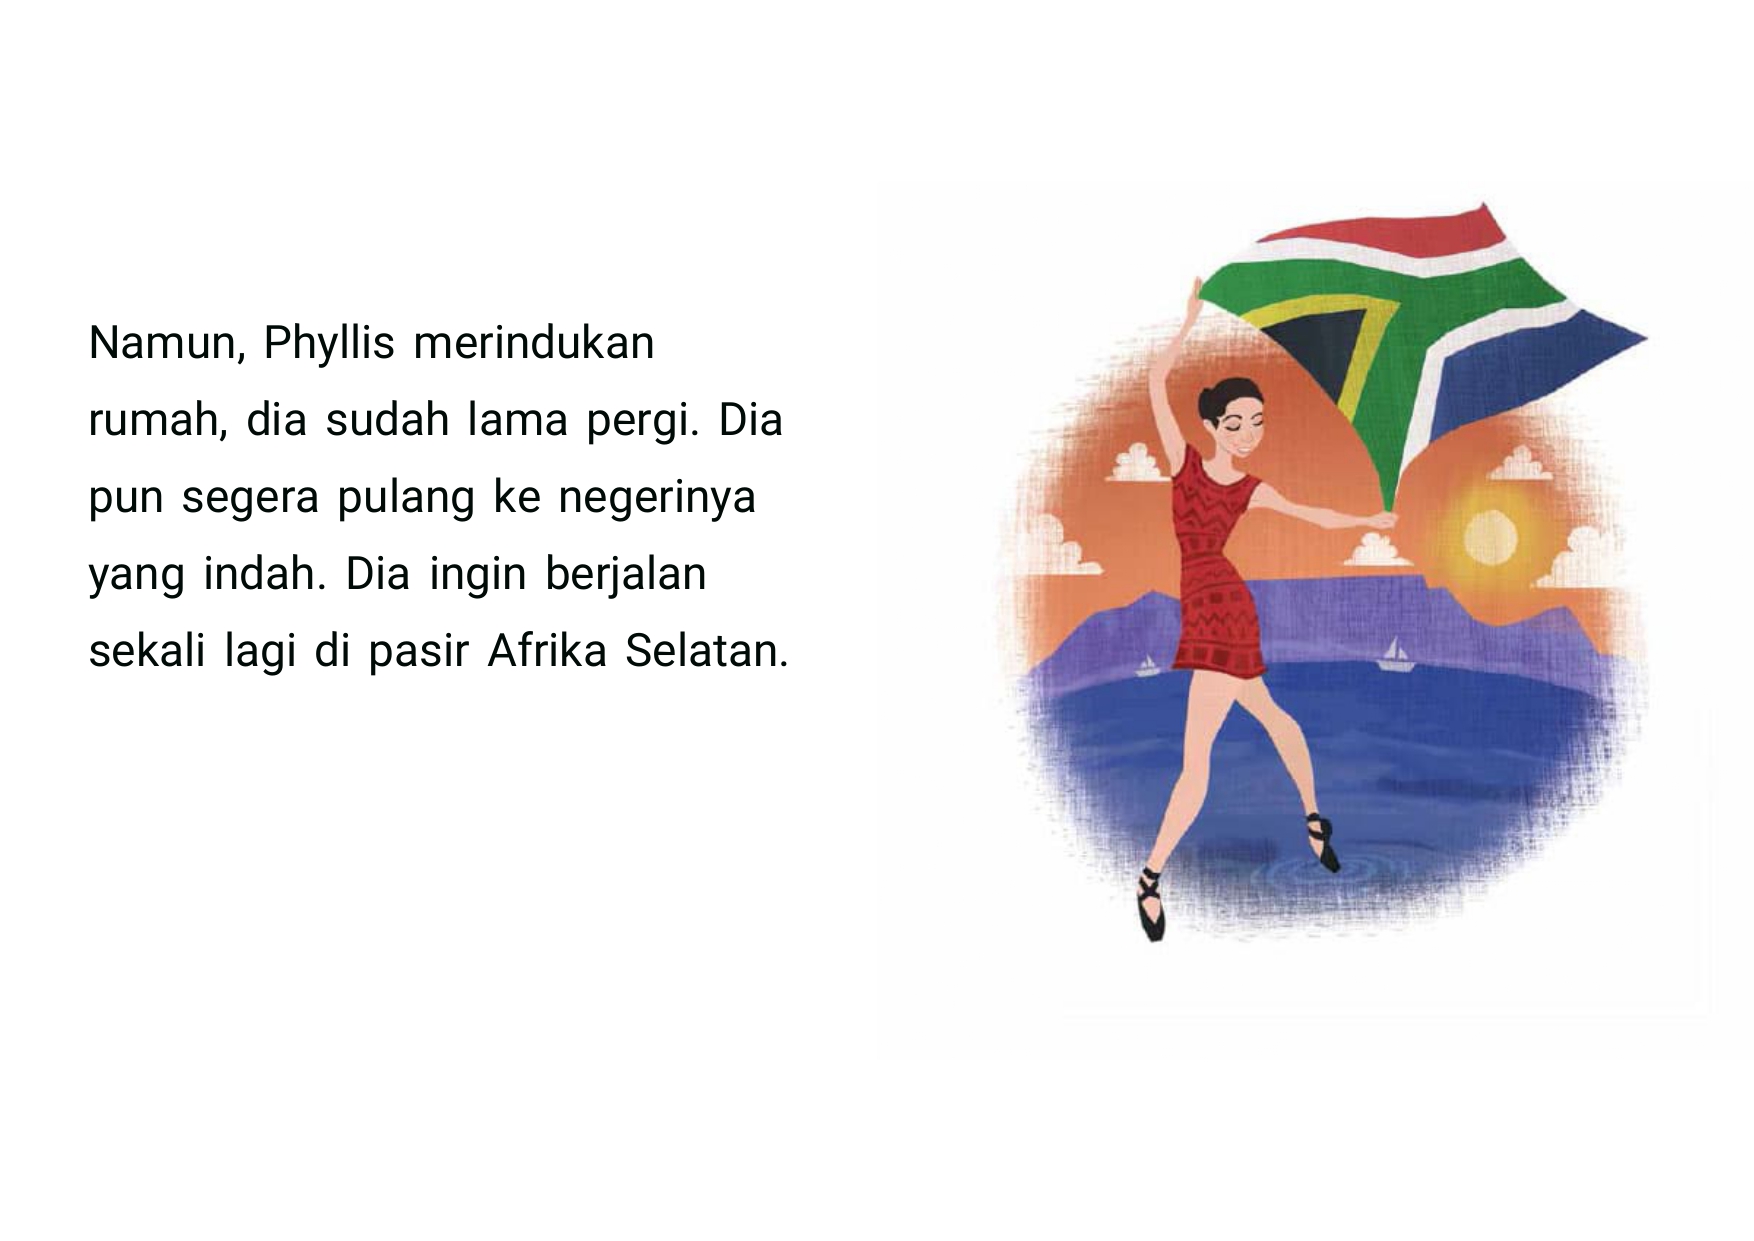 Namun, Phyllis merindukan
rumah, dia sudah lama pergi. Dia
pun segera pulang ke negerinya
yang indah. Dia ingin berjalan
sekali lagi di pasir Afrika Selatan.